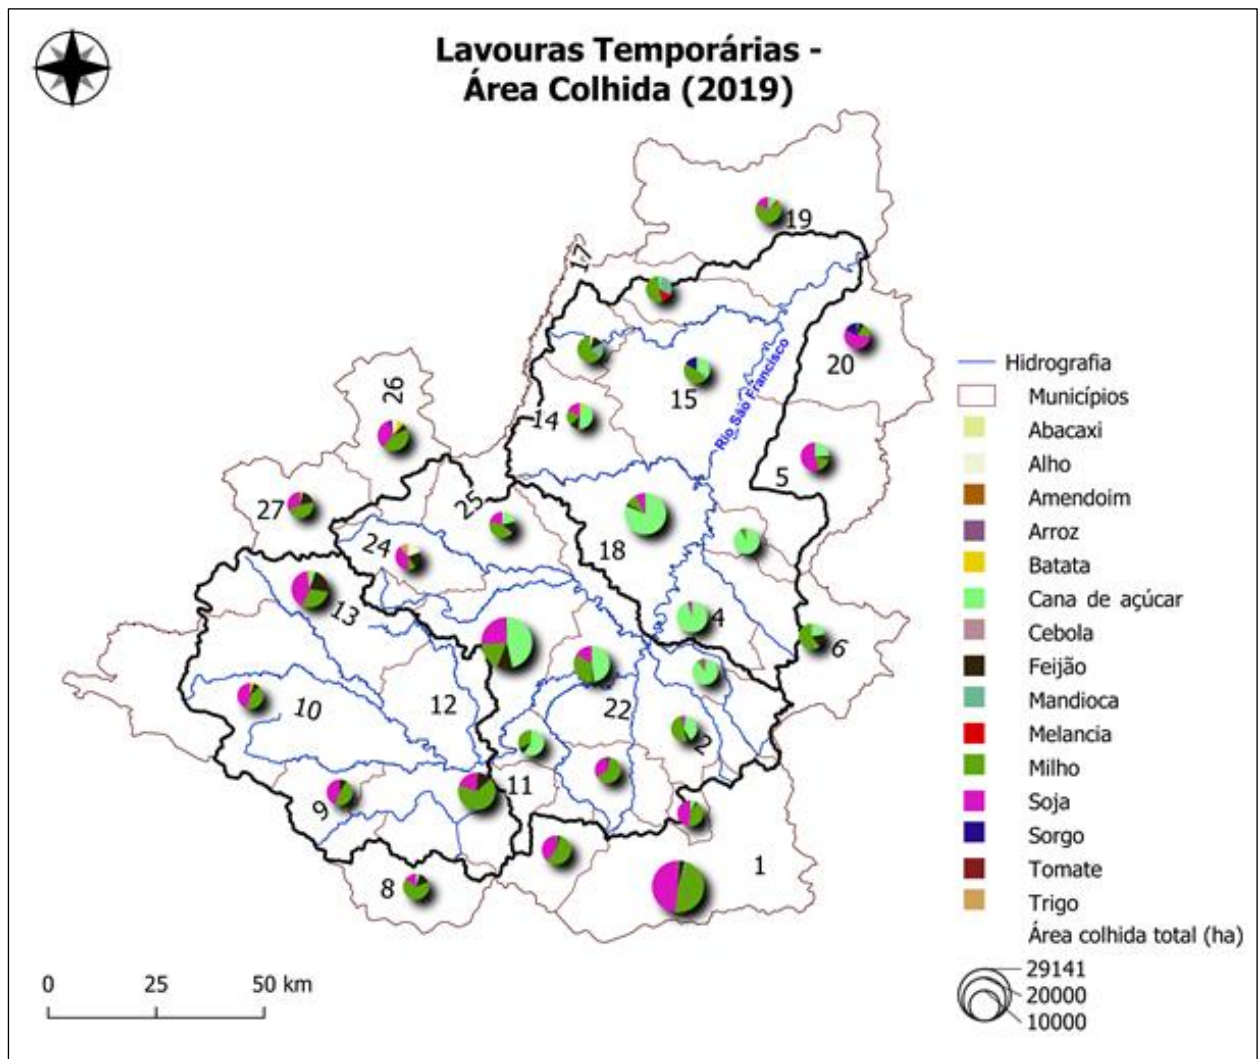 Lavouras Temporárias -
Área Colhida (2019)
19
17
20
15
26
14
Rio São Francisco
5
27
25
24
18
13
4
6
10
12
22
2
11
9
8
1
Hidrografia
Municípios
Abacaxi
Alho
Amendoim
Arroz
Batata
Cana de açúcar
Cebola
Feijão
Mandioca
Melancia
Milho
Soja
Sorgo
Tomate
Trigo
Área colhida total (ha)
29141
20000
10000
0 25 50 km